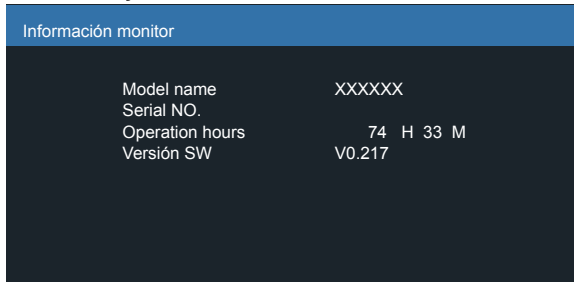 Información monitor
Model name XXXXXX
Serial NO.
Operation hours 74 H 33 M
Versión SW V0.217